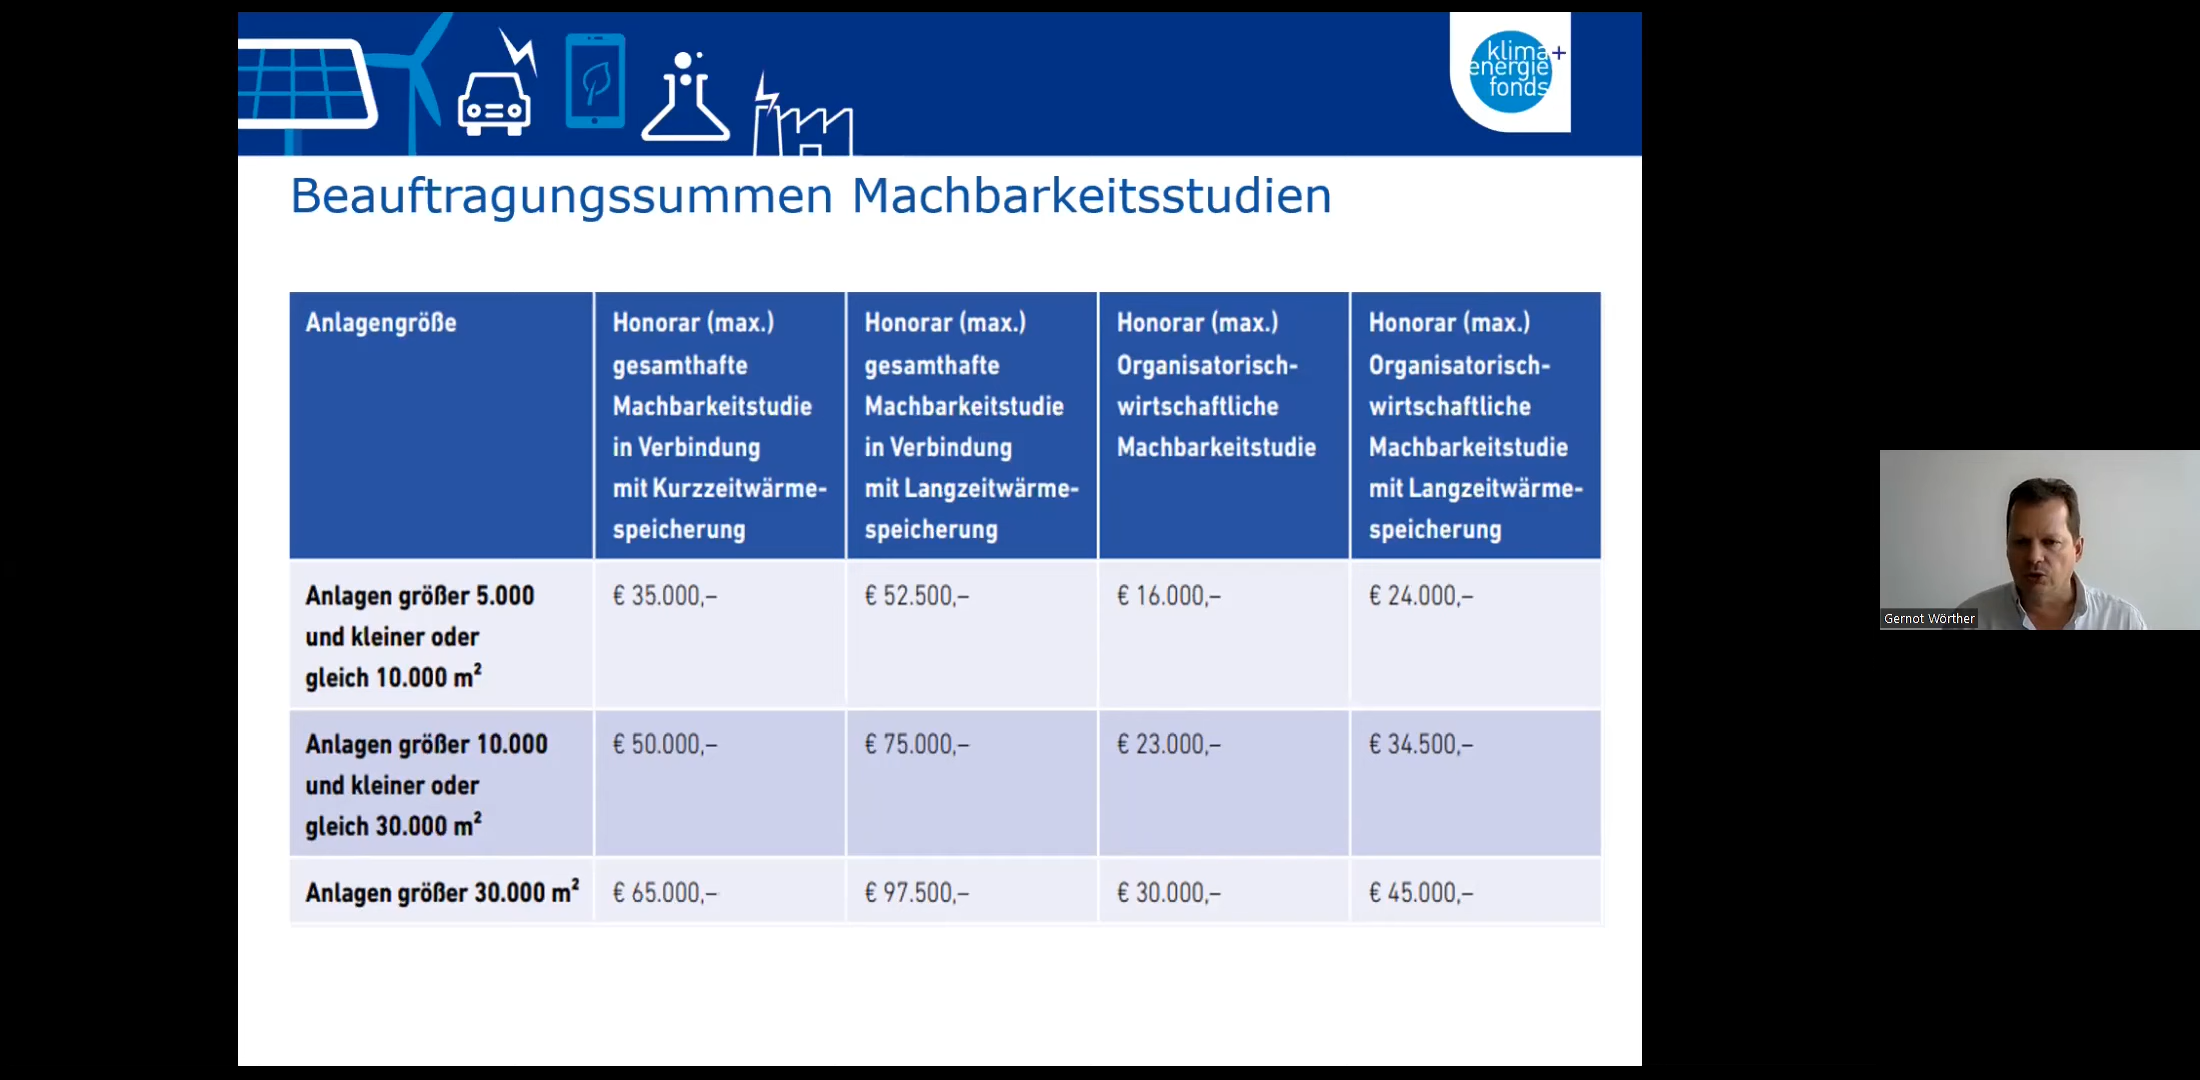 klima+
energie
fonds
Beauftragungssummen Machbarkeitsstudien
Anlagengröße
Honorar (max.)
gesamthafte
Machbarkeitstudie
in Verbindung
mit Kurzzeitwärme-
speicherung
Honorar (max.)
gesamthafte
Machbarkeitstudie
in Verbindung
mit Langzeitwärme-
speicherung
Honorar (max.)
Organisatorisch-
wirtschaftliche
Machbarkeitstudie
Honorar (max.)
Organisatorisch-
wirtschaftliche
Machbarkeitstudie
mit Langzeitwärme-
speicherung
Anlagen größer 5.000
und kleiner oder
gleich 10.000 m²
€ 35.000,–
€ 52.500,–
€ 16.000,–
€ 24.000,–
Anlagen größer 10.000
und kleiner oder
gleich 30.000 m²
€ 50.000,–
€ 75.000,–
€ 23.000,–
€ 34.500,–
Anlagen größer 30.000 m²
€ 65.000,–
€ 97.500,–
€ 30.000,–
€ 45.000,–
Gernot Wörther